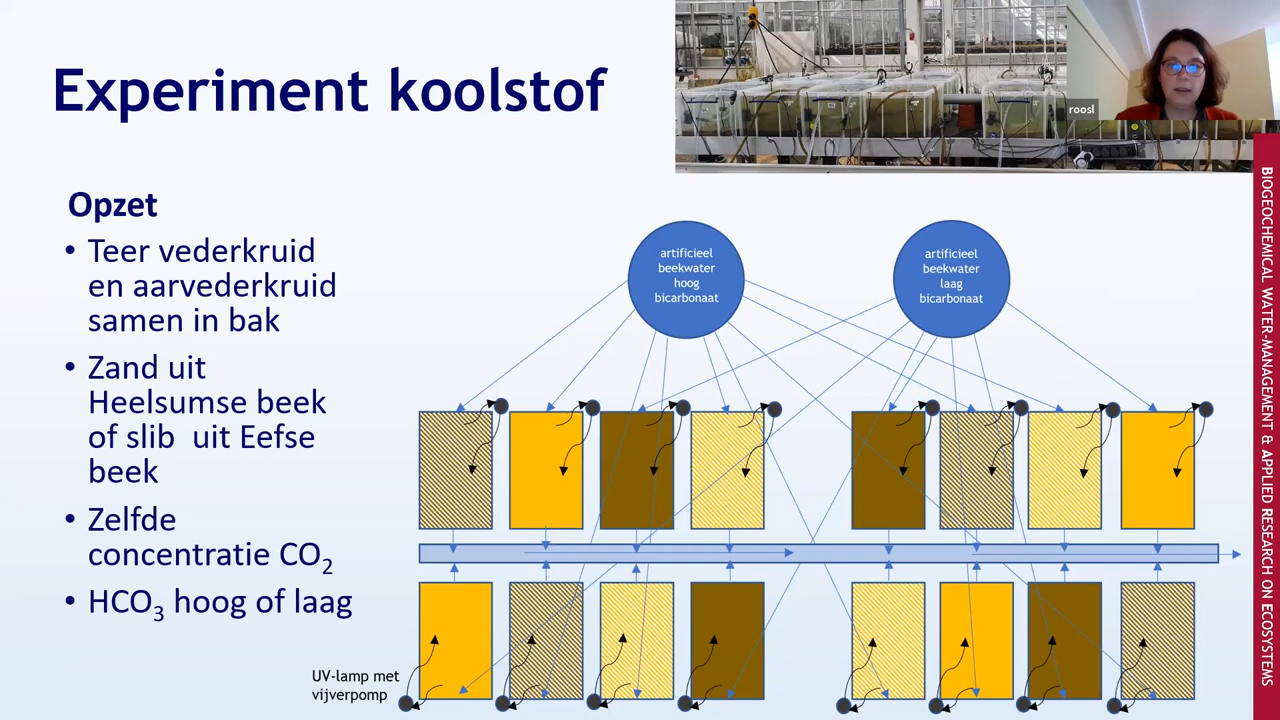 Experiment koolstof
roosl
Opzet
• Teer vederkruid
en aarvederkruid
samen in bak
• Zand uit
Heelsumse beek
of slib uit Eefse
beek
• Zelfde
concentratie CO₂
• HCO₃ hoog of laag
artificieel
beekwater
hoog
bicarbonaat
artificieel
beekwater
laag
bicarbonaat
UV-lamp met
vijverpomp
BIOGEOCHEMICAL WATER-MANAGEMENT & APPLIED RESEARCH ON ECOSYSTEMS